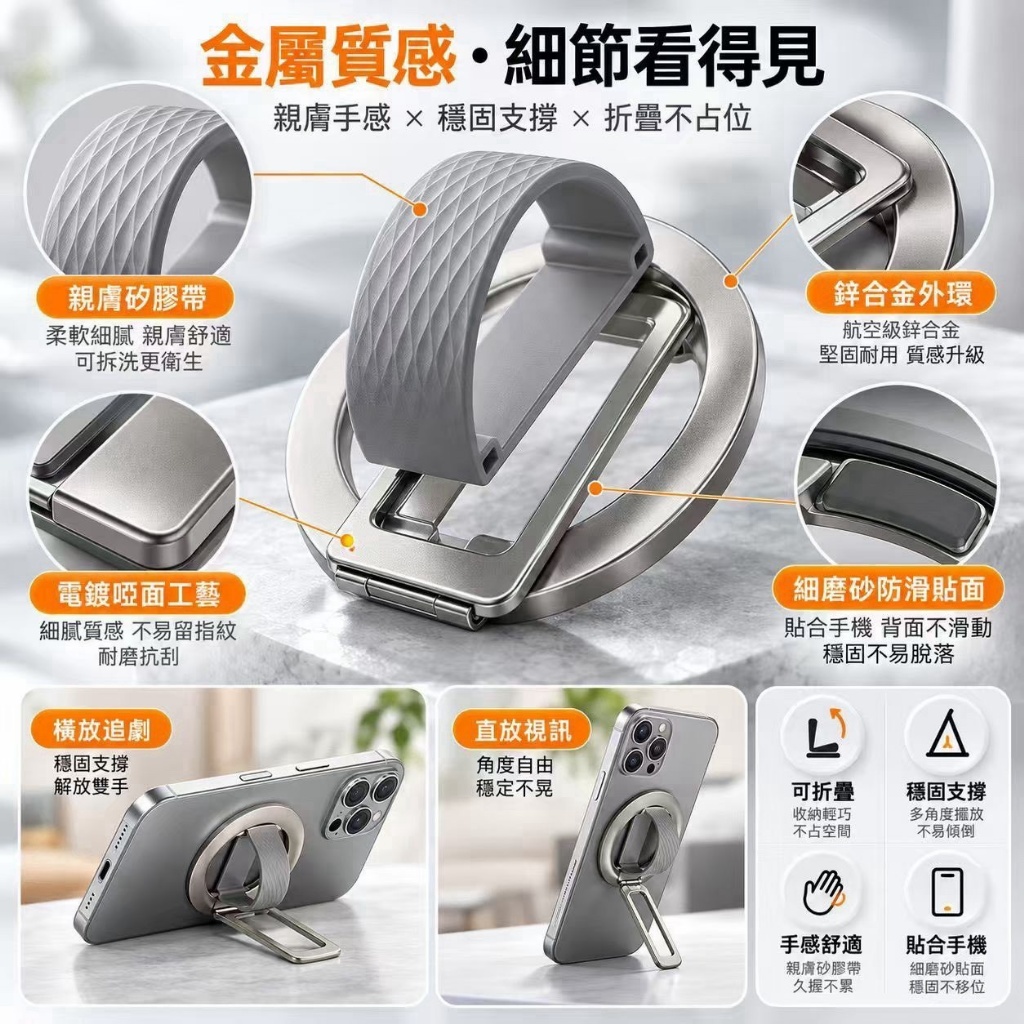 金屬質感·細節看得見
親膚手感 × 穩固支撐 × 折疊不占位
親膚矽膠帶
柔軟細膩 親膚舒適
可拆洗更衛生
鋅合金外環
航空級鋅合金
堅固耐用 質感升級
電鍍啞面工藝
細膩質感 不易留指紋
耐磨抗刮
細磨砂防滑貼面
貼合手機 背面不滑動
穩固不易脫落
橫放追劇
穩固支撐
解放雙手
直放視訊
角度自由
穩定不晃
可折疊
收納輕巧
不占空間
穩固支撐
多角度擺放
不易傾倒
手感舒適
親膚矽膠帶
久握不累
貼合手機
細磨砂貼面
穩固不移位